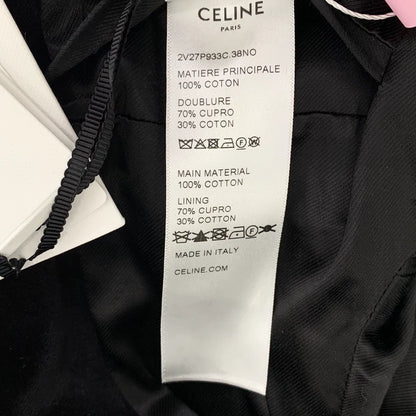 CELINE
PARIS
2V27P933C.38NO
MATIERE PRINCIPALE
100% COTON
DOUBLURE
70% CUPRO
30% COTON
MAIN MATERIAL
100% COTTON
LINING
70% CUPRO
30% COTTON
MADE IN ITALY
CELINE.COM